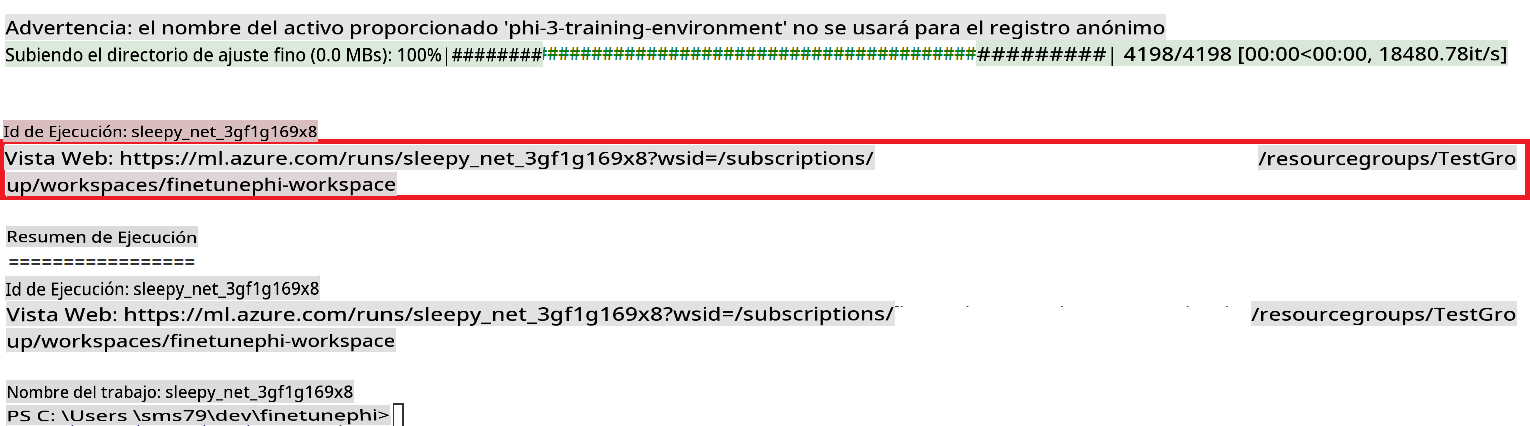 Advertencia: el nombre del activo proporcionado 'phi-3-training-environment' no se usará para el registro anónimo
Subiendo el directorio de ajuste fino (0.0 MBs): 100%|##########################################################| 4198/4198 [00:00<00:00, 18480.78it/s]
Id de Ejecución: sleepy_net_3gf1g169x8
Vista Web: https://ml.azure.com/runs/sleepy_net_3gf1g169x8?wsid=/subscriptions/ /resourcegroups/TestGro
up/workspaces/finetunephi-workspace
Resumen de Ejecución
=================
Id de Ejecución: sleepy_net_3gf1g169x8
Vista Web: https://ml.azure.com/runs/sleepy_net_3gf1g169x8?wsid=/subscriptions/ /resourcegroups/TestGro
up/workspaces/finetunephi-workspace
Nombre del trabajo: sleepy_net_3gf1g169x8
PS C: \Users \sms79\dev\finetunephi>